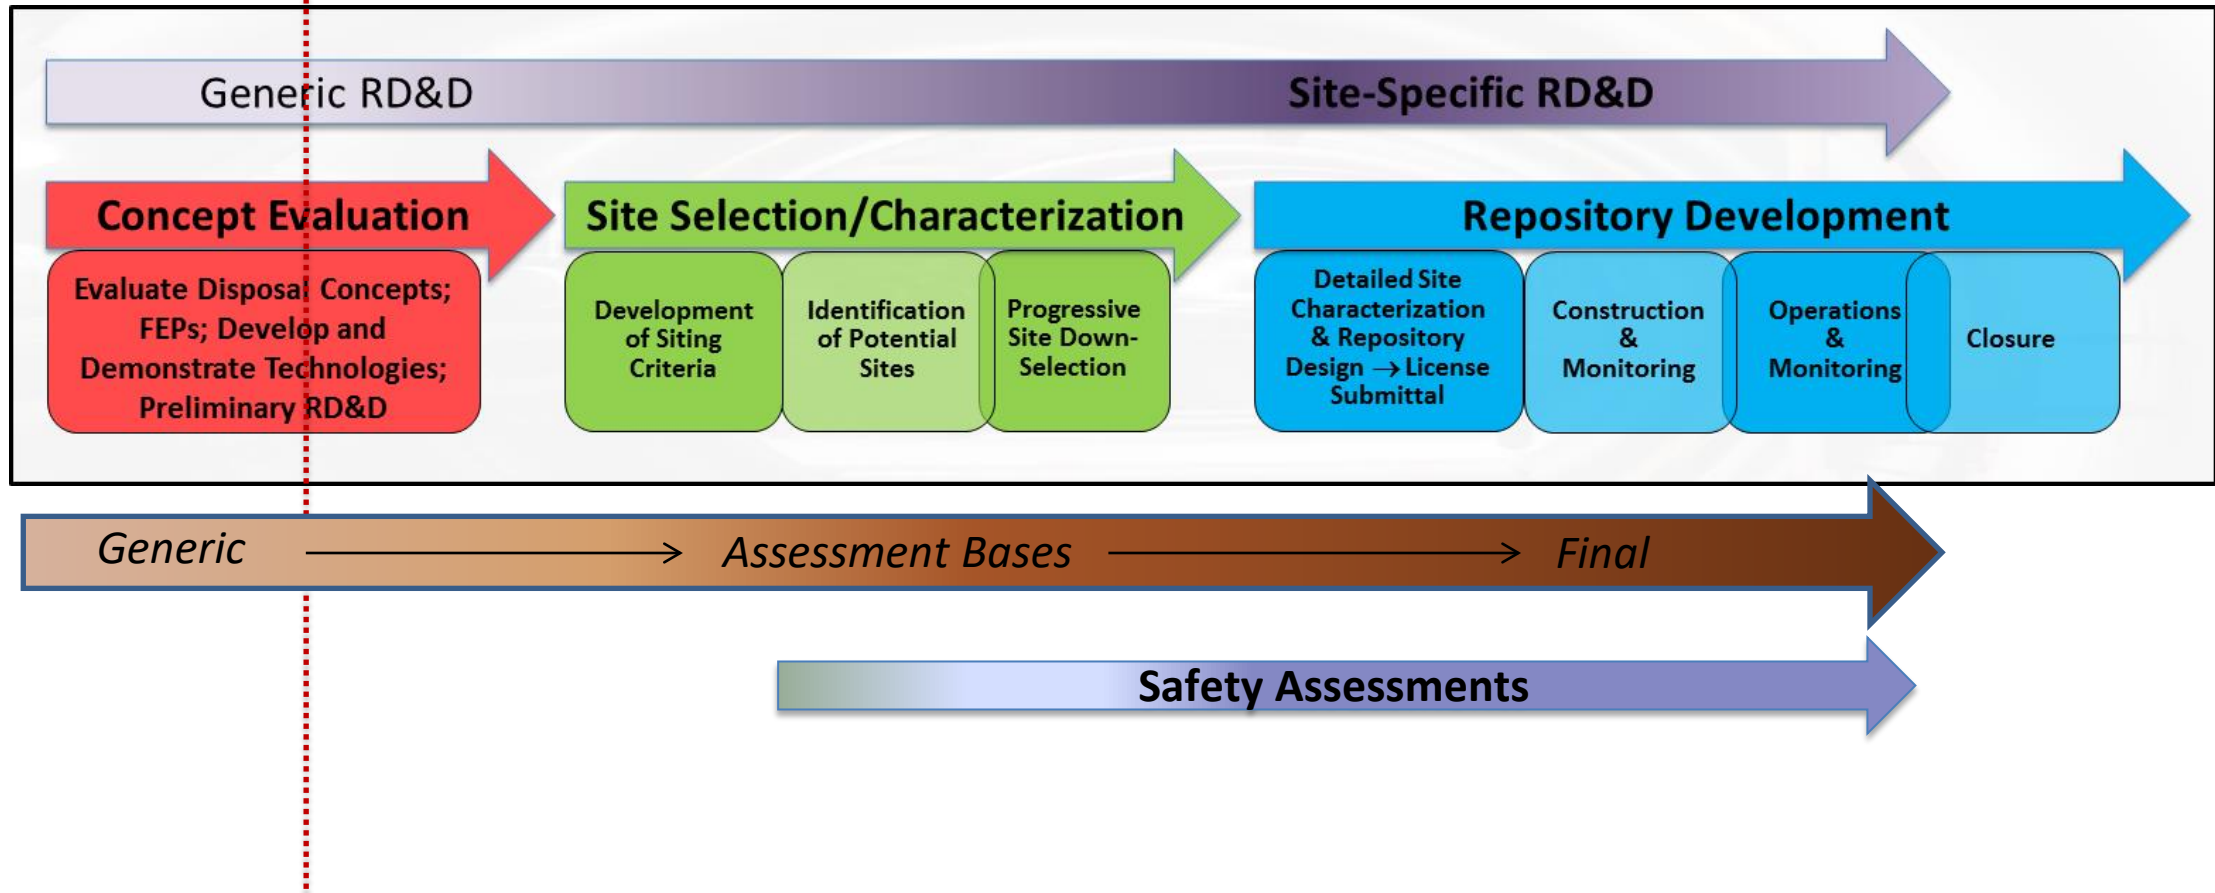 Generic RD&D
Site-Specific RD&D
Concept Evaluation
Site Selection/Characterization
Repository Development
Evaluate Disposal Concepts;
FEPs; Develop and
Demonstrate Technologies;
Preliminary RD&D
Development
of Siting
Criteria
Identification
of Potential
Sites
Progressive
Site Down-
Selection
Detailed Site
Characterization
& Repository
Design → License
Submittal
Construction
&
Monitoring
Operations
&
Monitoring
Closure
Generic
Assessment Bases
Final
Safety Assessments